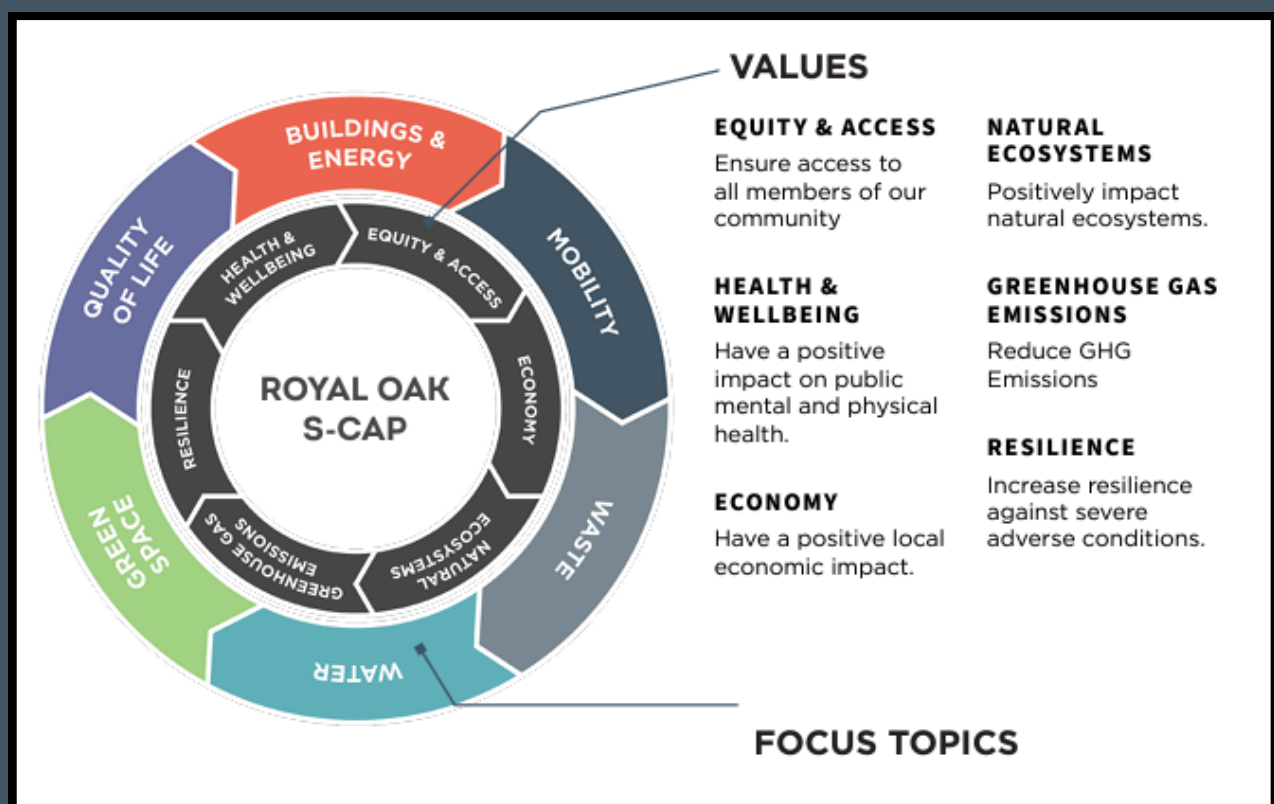 VALUES
EQUITY & ACCESS
Ensure access to
all members of our
community
HEALTH &
WELLBEING
Have a positive
impact on public
mental and physical
health.
ECONOMY
Have a positive local
economic impact.
NATURAL
ECOSYSTEMS
Positively impact
natural ecosystems.
GREENHOUSE GAS
EMISSIONS
Reduce GHG
Emissions
RESILIENCE
Increase resilience
against severe
adverse conditions.
BUILDINGS &
ENERGY
MOBILITY
WASTE
WATER
GREEN
SPACE
QUALITY
OF LIFE
EQUITY & ACCESS
ECONOMY
NATURAL
ECOSYSTEMS
GREENHOUSE GAS
EMISSIONS
RESILIENCE
HEALTH &
WELLBEING
ROYAL OAK
S-CAP
FOCUS TOPICS